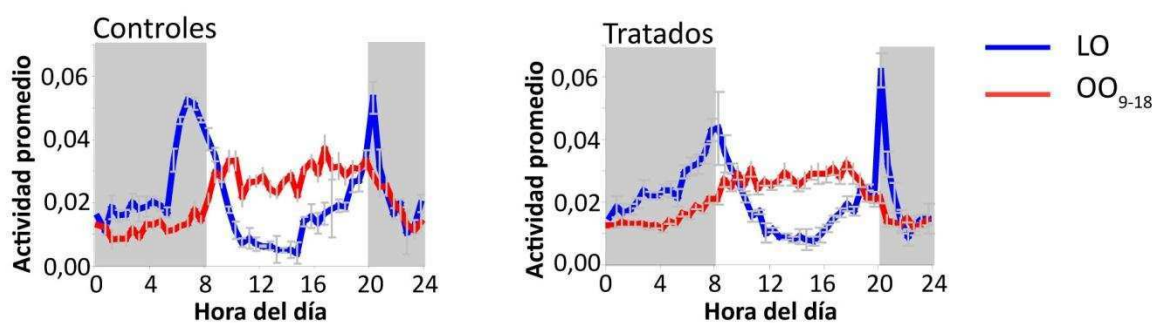 Controles
Actividad promedio
0,06
0,04
0,02
0,00
0 4 8 12 16 20 24
Hora del día
Tratados
Actividad promedio
0,06
0,04
0,02
0,00
0 4 8 12 16 20 24
Hora del día
LO
OO9-18